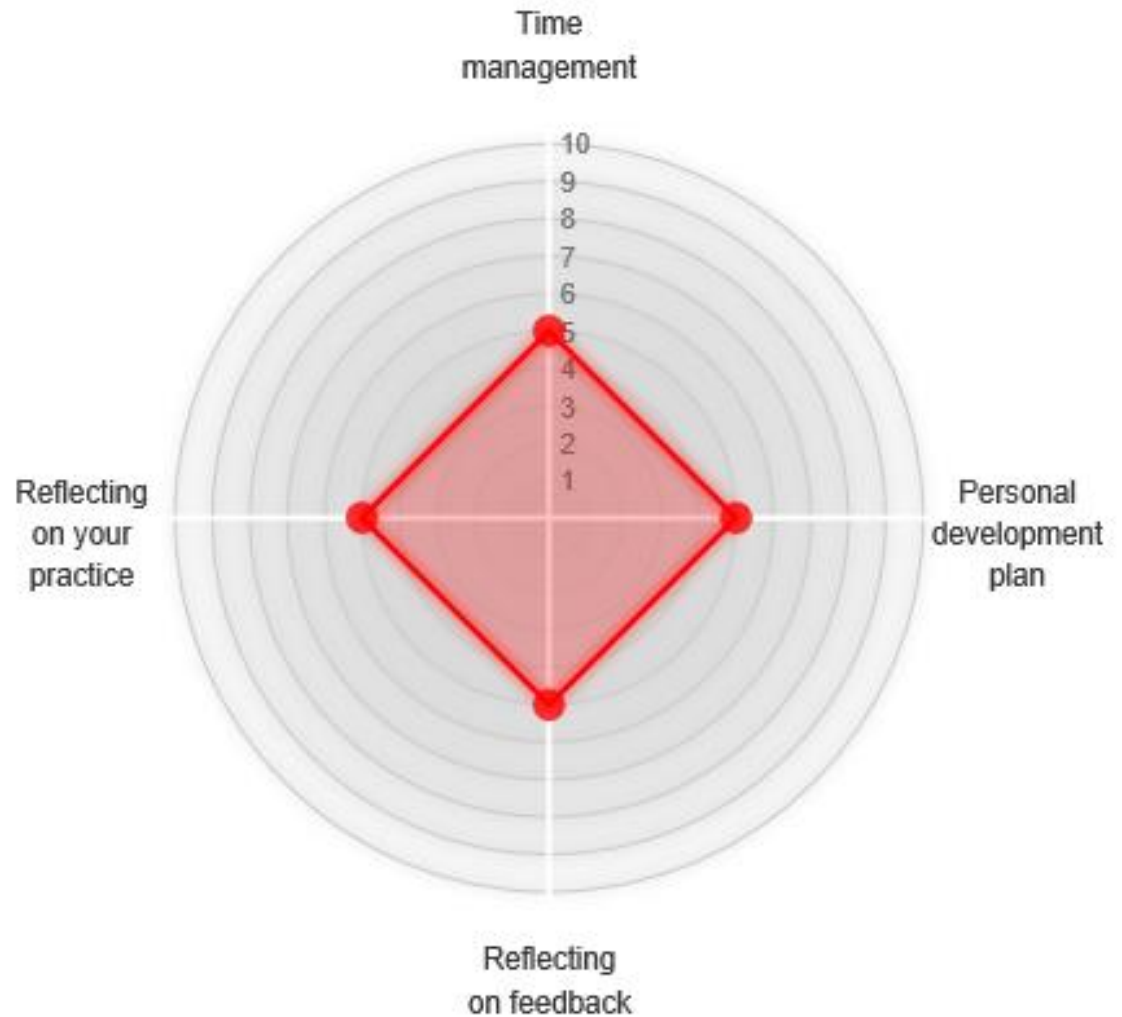 Time
management
10
9
8
7
6
5
4
3
2
1
Reflecting
on your
practice
Personal
development
plan
Reflecting
on feedback